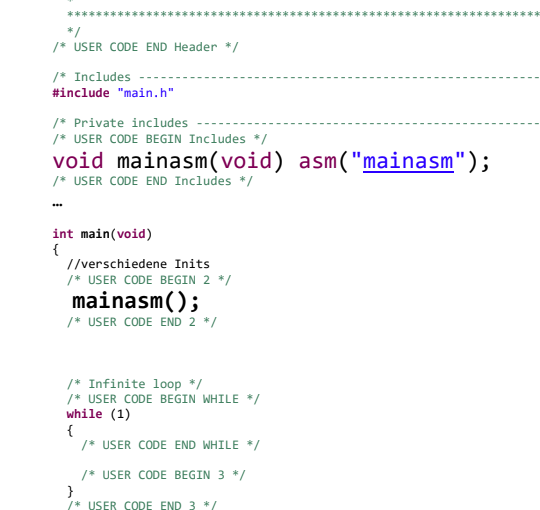 *
******************************************************************
*/
/* USER CODE END Header */
/* Includes --------------------------------------------------------
#include "main.h"
/* Private includes ------------------------------------------------
/* USER CODE BEGIN Includes */
void mainasm(void) asm("mainasm");
/* USER CODE END Includes */
…
int main(void)
{
//verschiedene Inits
/* USER CODE BEGIN 2 */
mainasm();
/* USER CODE END 2 */
/* Infinite loop */
/* USER CODE BEGIN WHILE */
while (1)
{
/* USER CODE END WHILE */
/* USER CODE BEGIN 3 */
}
/* USER CODE END 3 */